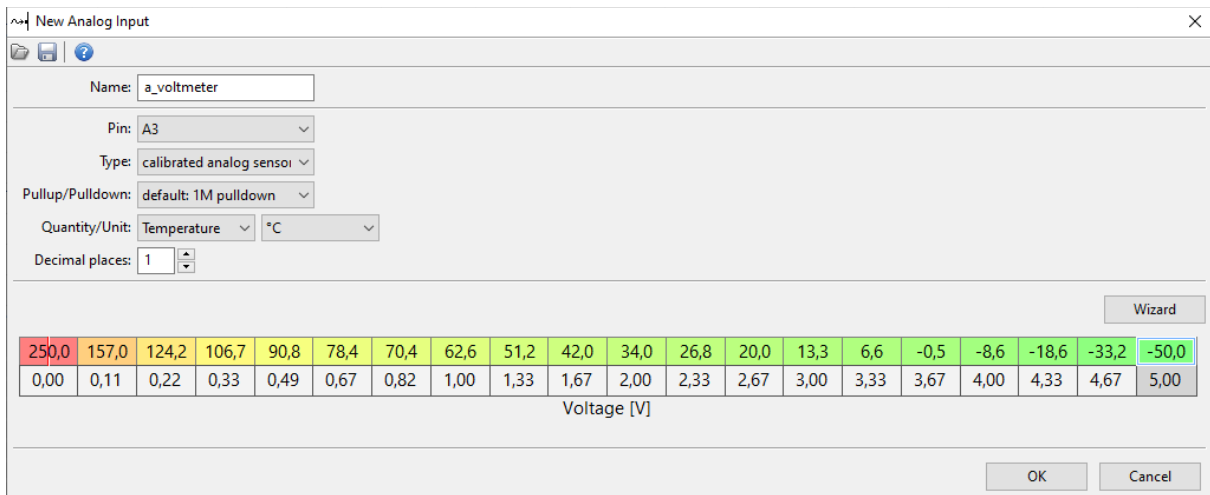 New Analog Input
Name: a_voltmeter
Pin: A3
Type: calibrated analog sensor
Pullup/Pulldown: default: 1M pulldown
Quantity/Unit: Temperature °C
Decimal places: 1
Wizard
250,0 157,0 124,2 106,7 90,8 78,4 70,4 62,6 51,2 42,0 34,0 26,8 20,0 13,3 6,6 -0,5 -8,6 -18,6 -33,2 -50,0
0,00 0,11 0,22 0,33 0,49 0,67 0,82 1,00 1,33 1,67 2,00 2,33 2,67 3,00 3,33 3,67 4,00 4,33 4,67 5,00
Voltage [V]
OK Cancel